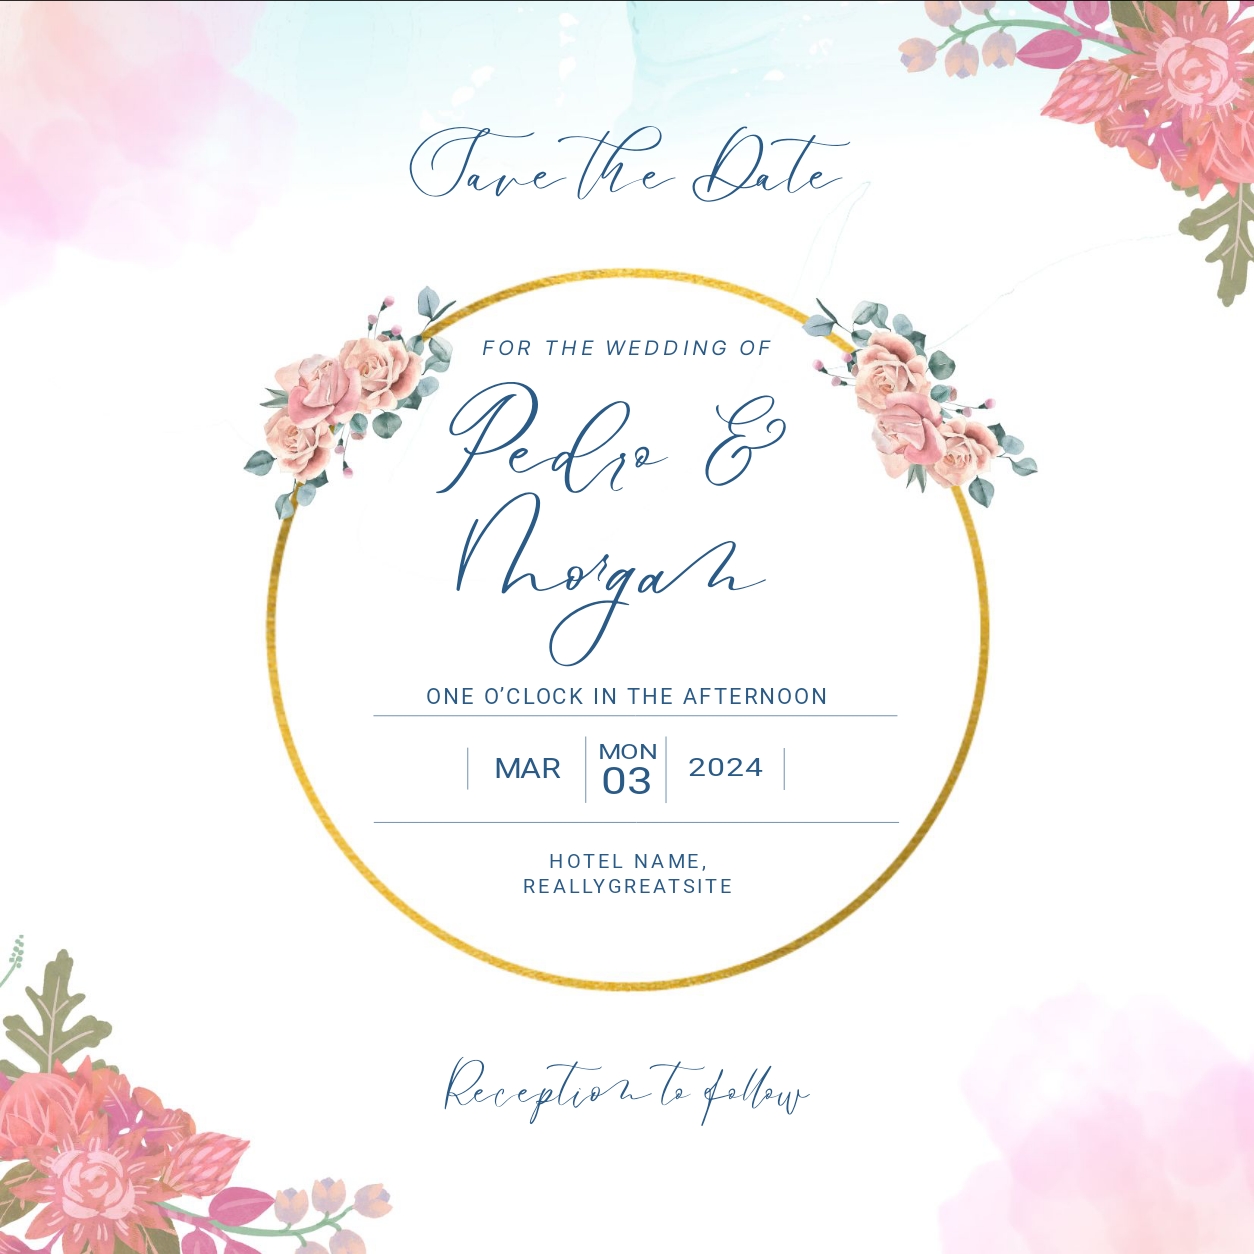 Save the Date
FOR THE WEDDING OF
Pedro &
Morgan
ONE O’CLOCK IN THE AFTERNOON
MAR
MON
03
2024
HOTEL NAME,
REALLYGREATSITE
Reception to follow